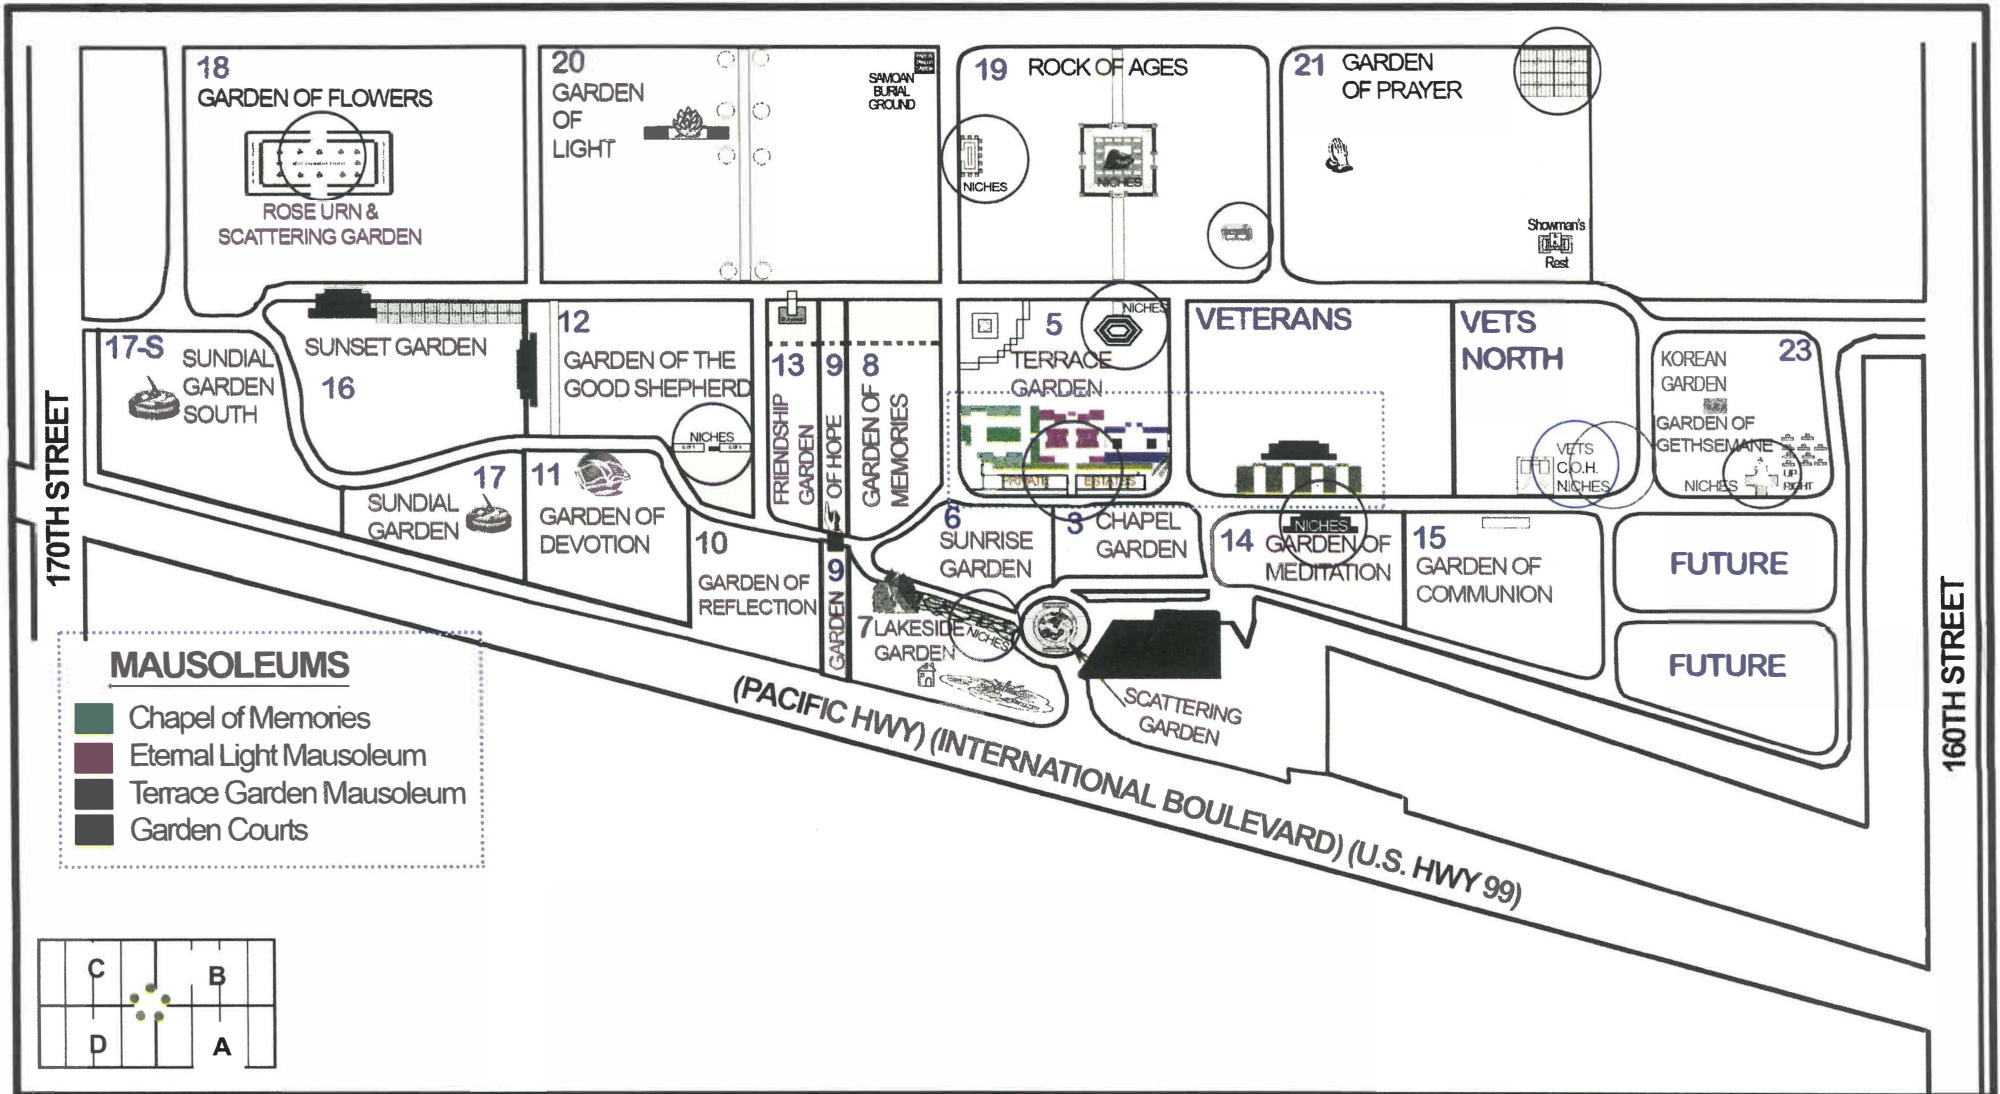 18
GARDEN OF FLOWERS
ROSE URN &
SCATTERING GARDEN
20
GARDEN
OF
LIGHT
SAMOAN
BURIAL
GROUND
19 ROCK OF AGES
NICHES
NICHES
21 GARDEN
OF PRAYER
Showman's
Rest
17-S SUNDIAL
GARDEN
SOUTH
SUNSET GARDEN
16
12
GARDEN OF THE
GOOD SHEPHERD
NICHES
13
FRIENDSHIP
GARDEN
9
OF HOPE
8
GARDEN OF
MEMORIES
5
TERRACE
GARDEN
NICHES
PRIVATE ESTATES
VETERANS
VETS
NORTH
VETS
C.O.H.
NICHES
23
KOREAN
GARDEN
GARDEN OF
GETHSEMANE
NICHES
UP
RIGHT
17
SUNDIAL
GARDEN
11
GARDEN OF
DEVOTION
10
GARDEN OF
REFLECTION
9
GARDEN
6
SUNRISE
GARDEN
3 CHAPEL
GARDEN
14 GARDEN OF
MEDITATION
NICHES
15
GARDEN OF
COMMUNION
FUTURE
FUTURE
7 LAKESIDE
GARDEN
NICHES
SCATTERING
GARDEN
170TH STREET
160TH STREET
(PACIFIC HWY) (INTERNATIONAL BOULEVARD) (U.S. HWY 99)
MAUSOLEUMS
Chapel of Memories
Eternal Light Mausoleum
Terrace Garden Mausoleum
Garden Courts
C B
D A